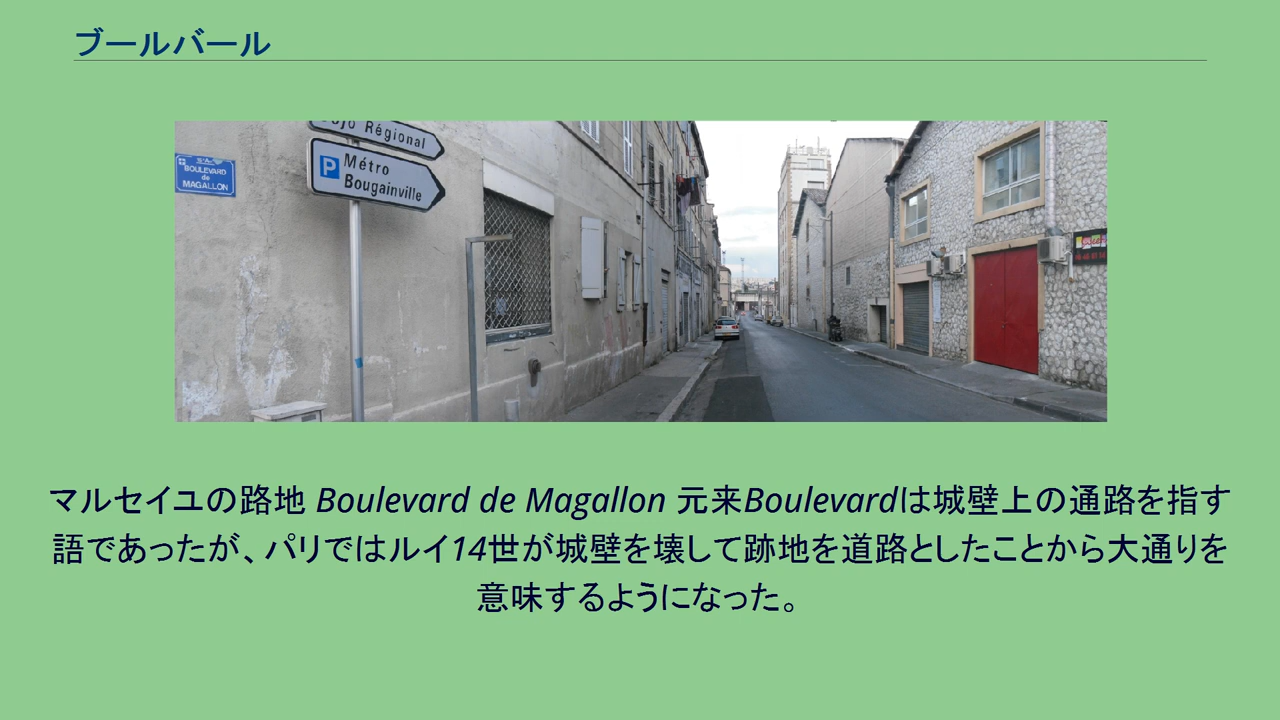 ブールバール
ojo Régional
P Métro
Bougainville
BOULEVARD
de
MAGALLON
マルセイユの路地 Boulevard de Magallon 元来Boulevardは城壁上の通路を指す
語であったが、パリではルイ14世が城壁を壊して跡地を道路としたことから大通りを
意味するようになった。